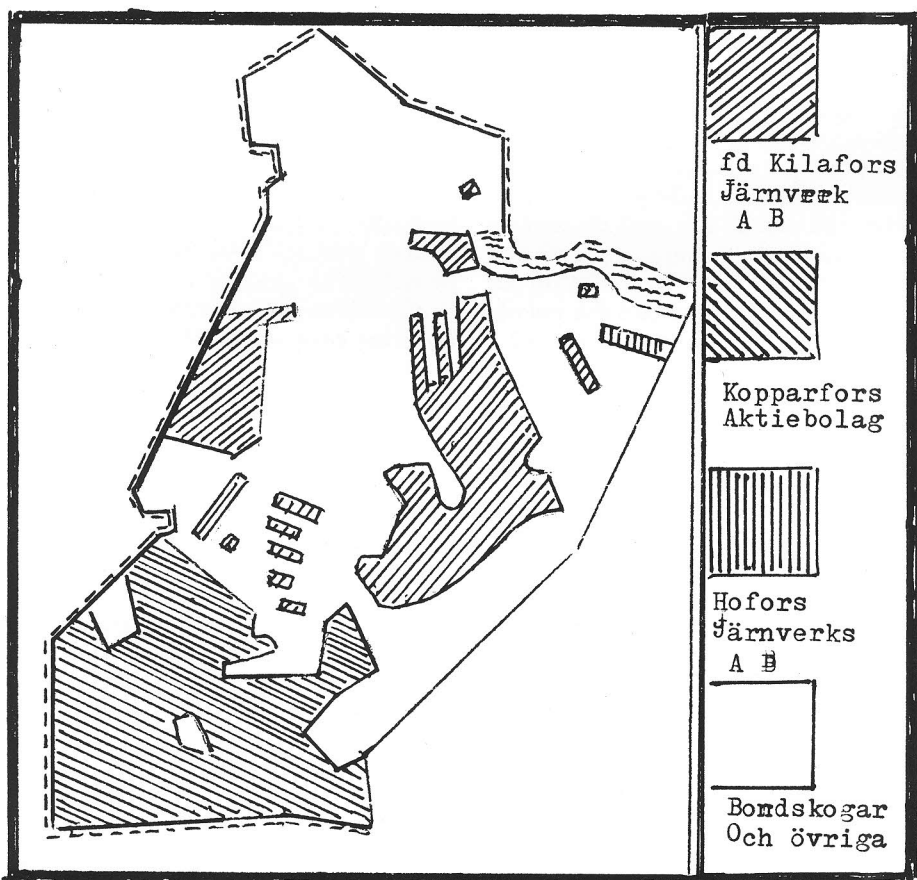 fd Kilafors
Järnverk
A B
Kopparfors
Aktiebolag
Hofors
Järnverks
A B
Bondskogar
Och övriga